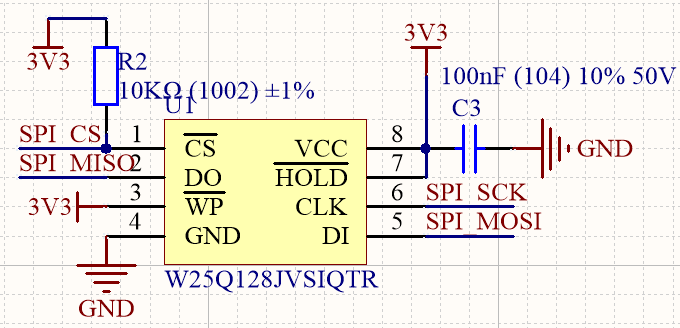 3V3
3V3
R2
10KΩ (1002) ±1%
100nF (104) 10% 50V
U1
C3
SPI_CS 1 CS VCC 8
GND
SPI_MISO 2 DO HOLD 7
3V3 3 WP CLK 6 SPI_SCK
4 GND DI 5 SPI_MOSI
W25Q128JVSIQTR
GND